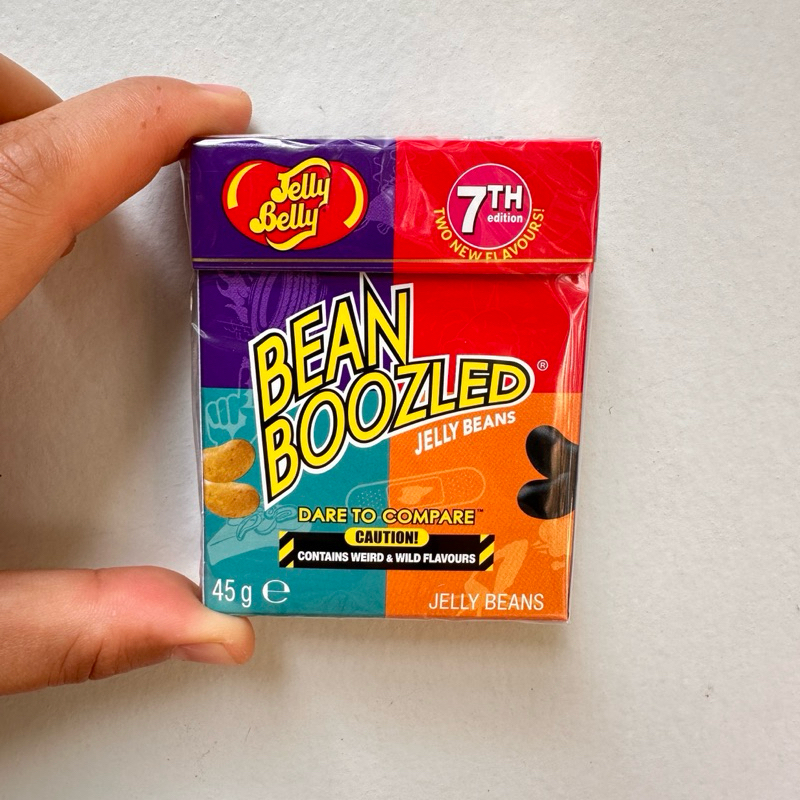 Jelly
Belly
7TH
edition
TWO NEW FLAVOURS!
BEAN
BOOZLED®
JELLY BEANS
DARE TO COMPARE™
CAUTION!
CONTAINS WEIRD & WILD FLAVOURS
45 g ℮
JELLY BEANS